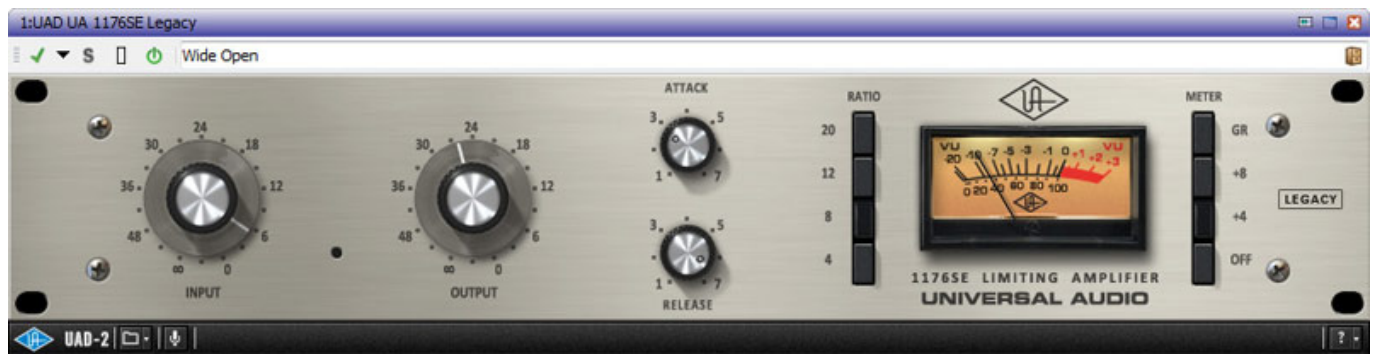 1:UAD UA 1176SE Legacy
S Wide Open
ATTACK
RATIO
METER
24
30 18
36 12
48 6
∞ 0
INPUT
24
30 18
36 12
48 6
∞ 0
OUTPUT
3 5
1 7
3 5
1 7
RELEASE
20
12
8
4
UA
VU VU
-20 -10 -7 -5 -3 -1 0 +1 +2 +3
0 20 40 60 80 100
UA
GR
+8
+4
OFF
LEGACY
1176SE LIMITING AMPLIFIER
UNIVERSAL AUDIO
UA UAD-2 ?